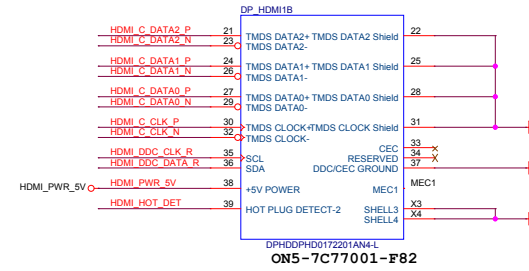 DP_HDMI1B
HDMI_C_DATA2_P 21 TMDS DATA2+ TMDS DATA2 Shield 22
HDMI_C_DATA2_N 23 TMDS DATA2-
HDMI_C_DATA1_P 24 TMDS DATA1+ TMDS DATA1 Shield 25
HDMI_C_DATA1_N 26 TMDS DATA1-
HDMI_C_DATA0_P 27 TMDS DATA0+ TMDS DATA0 Shield 28
HDMI_C_DATA0_N 29 TMDS DATA0-
HDMI_C_CLK_P 30 TMDS CLOCK+ TMDS CLOCK Shield 31
HDMI_C_CLK_N 32 TMDS CLOCK-
CEC 33
HDMI_DDC_CLK_R 35 SCL RESERVED 34
HDMI_DDC_DATA_R 36 SDA DDC/CEC GROUND 37
HDMI_PWR_5V HDMI_PWR_5V 38 +5V POWER MEC1 MEC1
HDMI_HOT_DET 39 HOT PLUG DETECT-2 SHELL3 X3
SHELL4 X4
DPHDDPHD0172201AN4-L
ON5-7C77001-F82